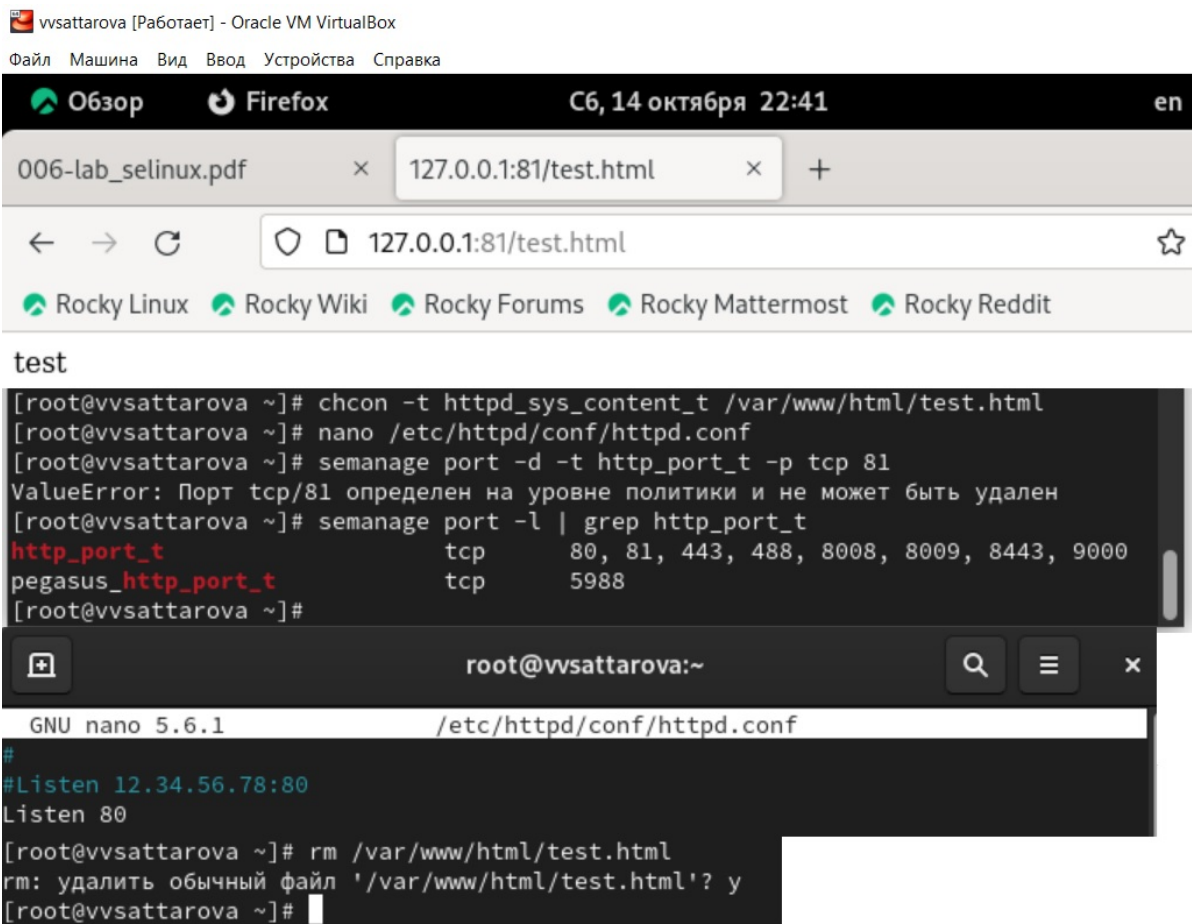 vvsattarova [Работает] - Oracle VM VirtualBox
Файл Машина Вид Ввод Устройства Справка
Обзор Firefox Сб, 14 октября 22:41 en
006-lab_selinux.pdf × 127.0.0.1:81/test.html × +
127.0.0.1:81/test.html
Rocky Linux Rocky Wiki Rocky Forums Rocky Mattermost Rocky Reddit
test
[root@vvsattarova ~]# chcon -t httpd_sys_content_t /var/www/html/test.html
[root@vvsattarova ~]# nano /etc/httpd/conf/httpd.conf
[root@vvsattarova ~]# semanage port -d -t http_port_t -p tcp 81
ValueError: Порт tcp/81 определен на уровне политики и не может быть удален
[root@vvsattarova ~]# semanage port -l | grep http_port_t
http_port_t tcp 80, 81, 443, 488, 8008, 8009, 8443, 9000
pegasus_http_port_t tcp 5988
[root@vvsattarova ~]#
root@vvsattarova:~
GNU nano 5.6.1 /etc/httpd/conf/httpd.conf
#
#Listen 12.34.56.78:80
Listen 80
[root@vvsattarova ~]# rm /var/www/html/test.html
rm: удалить обычный файл '/var/www/html/test.html'? y
[root@vvsattarova ~]#